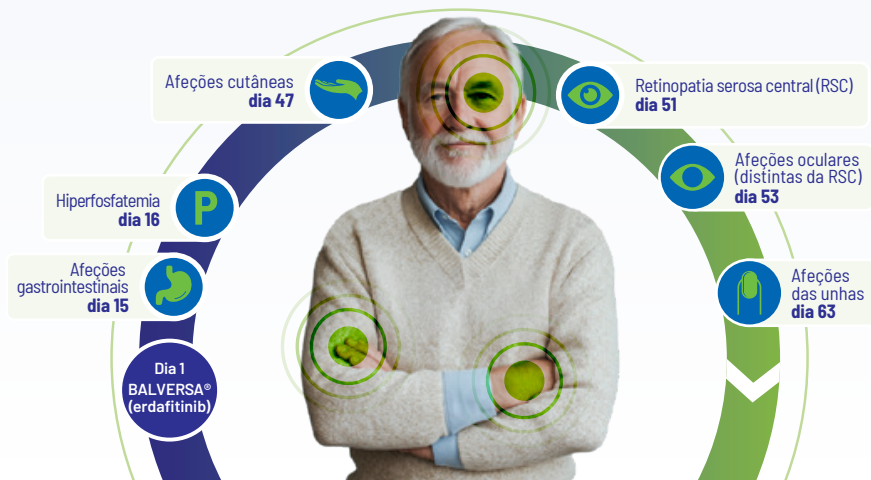 Afeções cutâneas
dia 47
Retinopatia serosa central (RSC)
dia 51
Afeções oculares
(distintas da RSC)
dia 53
Hiperfosfatemia
dia 16
P
Afeções
gastrointestinais
dia 15
Afeções
das unhas
dia 63
Dia 1
BALVERSA®
(erdafitinib)